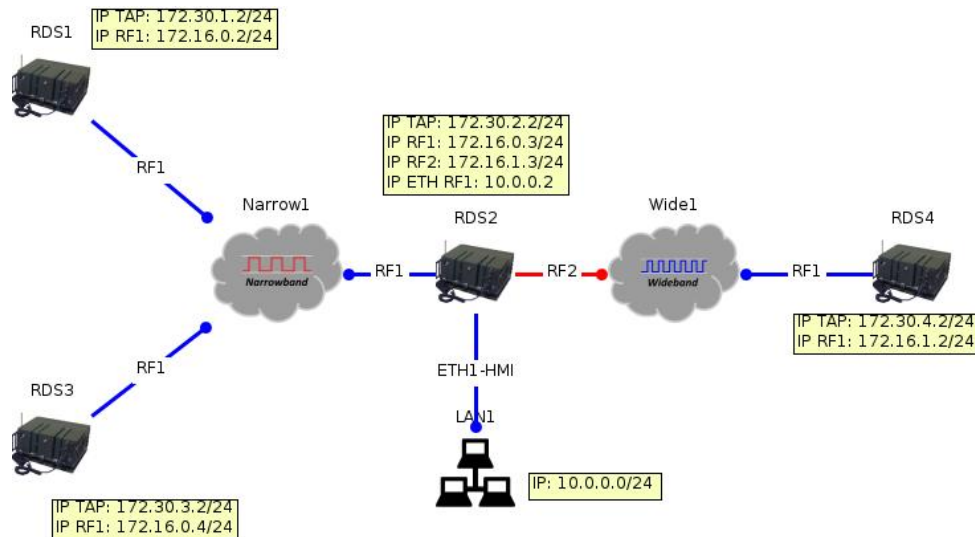 RDS1
IP TAP: 172.30.1.2/24
IP RF1: 172.16.0.2/24
RF1
IP TAP: 172.30.2.2/24
IP RF1: 172.16.0.3/24
IP RF2: 172.16.1.3/24
IP ETH RF1: 10.0.0.2
Narrow1
RDS2
Wide1
RDS4
Narrowband
RF1
RF2
Wideband
RF1
IP TAP: 172.30.4.2/24
IP RF1: 172.16.1.2/24
RF1
ETH1-HMI
RDS3
LAN1
IP: 10.0.0.0/24
IP TAP: 172.30.3.2/24
IP RF1: 172.16.0.4/24